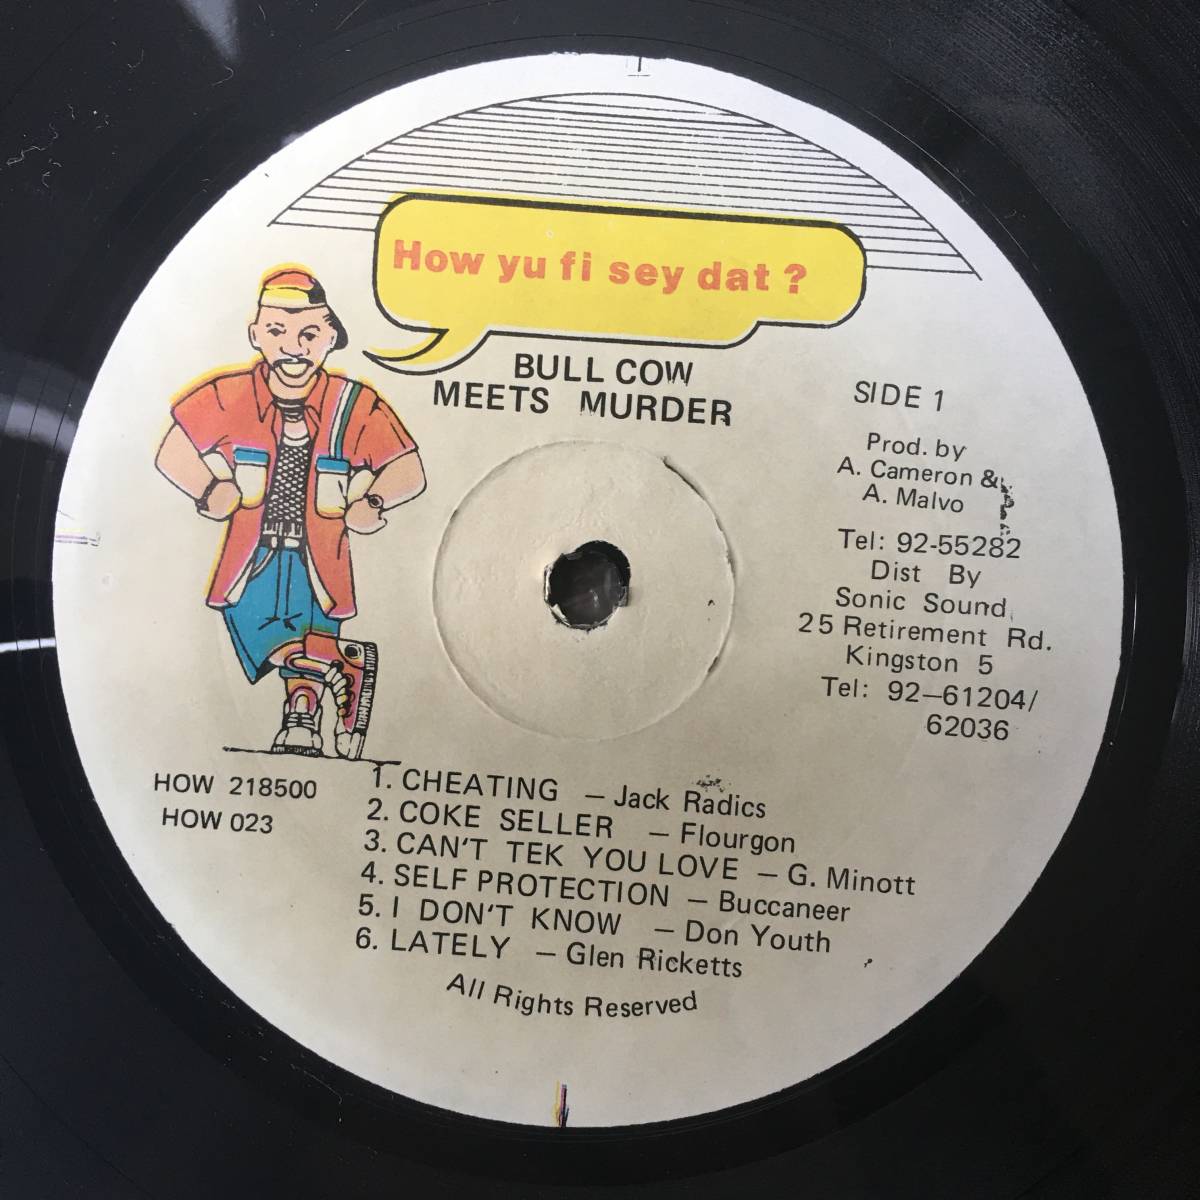 How yu fi sey dat ?
BULL COW
MEETS MURDER
SIDE 1
Prod. by
A. Cameron &
A. Malvo
Tel: 92-55282
Dist By
Sonic Sound
25 Retirement Rd.
Kingston 5
Tel: 92—61204/
62036
HOW 218500
HOW 023
1. CHEATING — Jack Radics
2. COKE SELLER — Flourgon
3. CAN'T TEK YOU LOVE — G. Minott
4. SELF PROTECTION — Buccaneer
5. I DON'T KNOW — Don Youth
6. LATELY — Glen Ricketts
All Rights Reserved